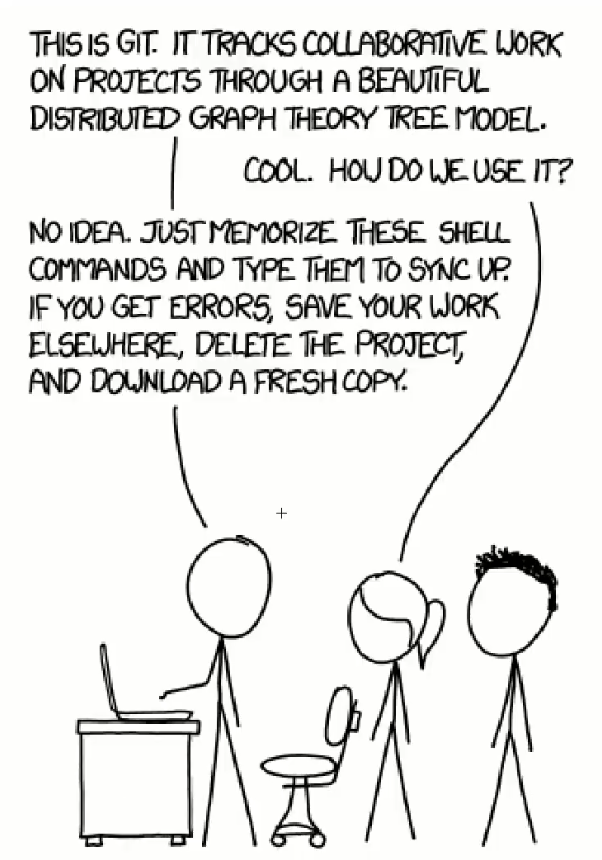 THIS IS GIT. IT TRACKS COLLABORATIVE WORK
ON PROJECTS THROUGH A BEAUTIFUL
DISTRIBUTED GRAPH THEORY TREE MODEL.
COOL. HOW DO WE USE IT?
NO IDEA. JUST MEMORIZE THESE SHELL
COMMANDS AND TYPE THEM TO SYNC UP.
IF YOU GET ERRORS, SAVE YOUR WORK
ELSEWHERE, DELETE THE PROJECT,
AND DOWNLOAD A FRESH COPY.